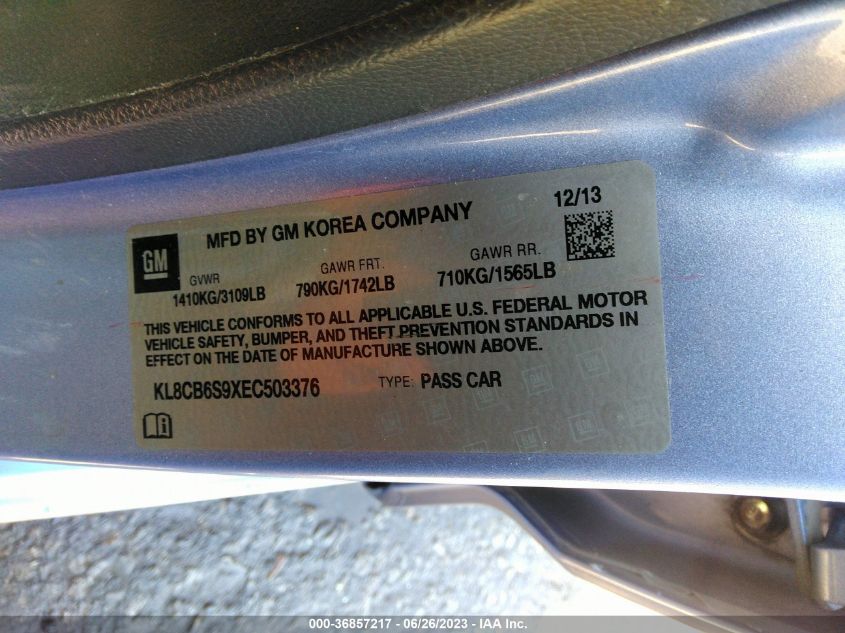 MFD BY GM KOREA COMPANY
12/13
GM
GVWR
1410KG/3109LB
GAWR FRT.
790KG/1742LB
GAWR RR.
710KG/1565LB
THIS VEHICLE CONFORMS TO ALL APPLICABLE U.S. FEDERAL MOTOR
VEHICLE SAFETY, BUMPER, AND THEFT PREVENTION STANDARDS IN
EFFECT ON THE DATE OF MANUFACTURE SHOWN ABOVE.
KL8CB6S9XEC503376
TYPE: PASS CAR
000-36857217 - 06/26/2023 - IAA Inc.